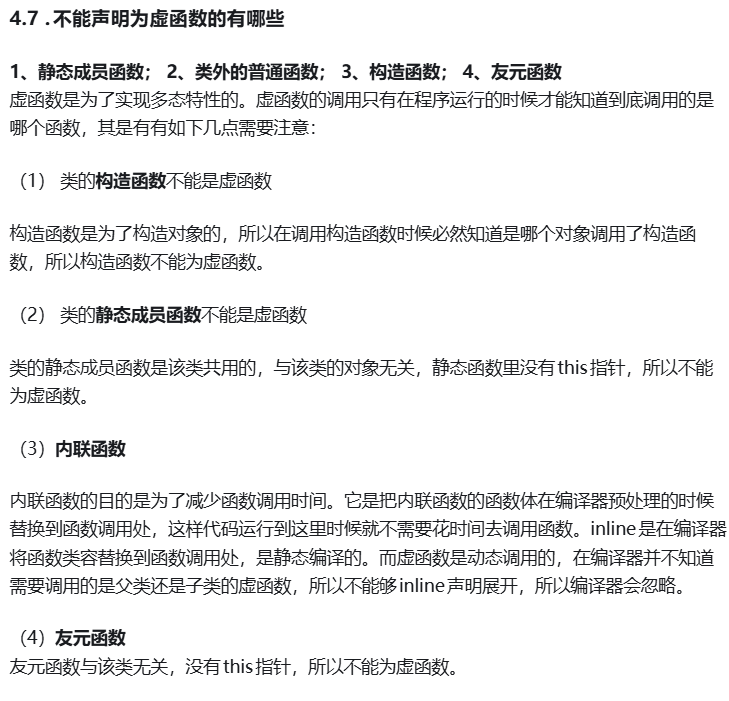 4.7 .不能声明为虚函数的有哪些
1、静态成员函数； 2、类外的普通函数； 3、构造函数； 4、友元函数
虚函数是为了实现多态特性的。虚函数的调用只有在程序运行的时候才能知道到底调用的是
哪个函数，其是有有如下几点需要注意：
（1） 类的构造函数不能是虚函数
构造函数是为了构造对象的，所以在调用构造函数时候必然知道是哪个对象调用了构造函
数，所以构造函数不能为虚函数。
（2） 类的静态成员函数不能是虚函数
类的静态成员函数是该类共用的，与该类的对象无关，静态函数里没有this指针，所以不能
为虚函数。
（3）内联函数
内联函数的目的是为了减少函数调用时间。它是把内联函数的函数体在编译器预处理的时候
替换到函数调用处，这样代码运行到这里时候就不需要花时间去调用函数。inline是在编译器
将函数类容替换到函数调用处，是静态编译的。而虚函数是动态调用的，在编译器并不知道
需要调用的是父类还是子类的虚函数，所以不能够inline声明展开，所以编译器会忽略。
（4）友元函数
友元函数与该类无关，没有this指针，所以不能为虚函数。